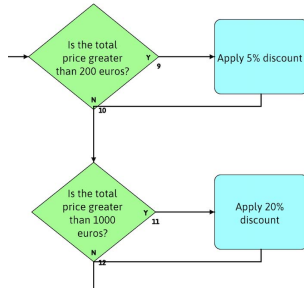 Is the total
price greater
than 200 euros?
Y
9
Apply 5% discount
N
10
Is the total
price greater
than 1000
euros?
Y
11
Apply 20%
discount
N
12